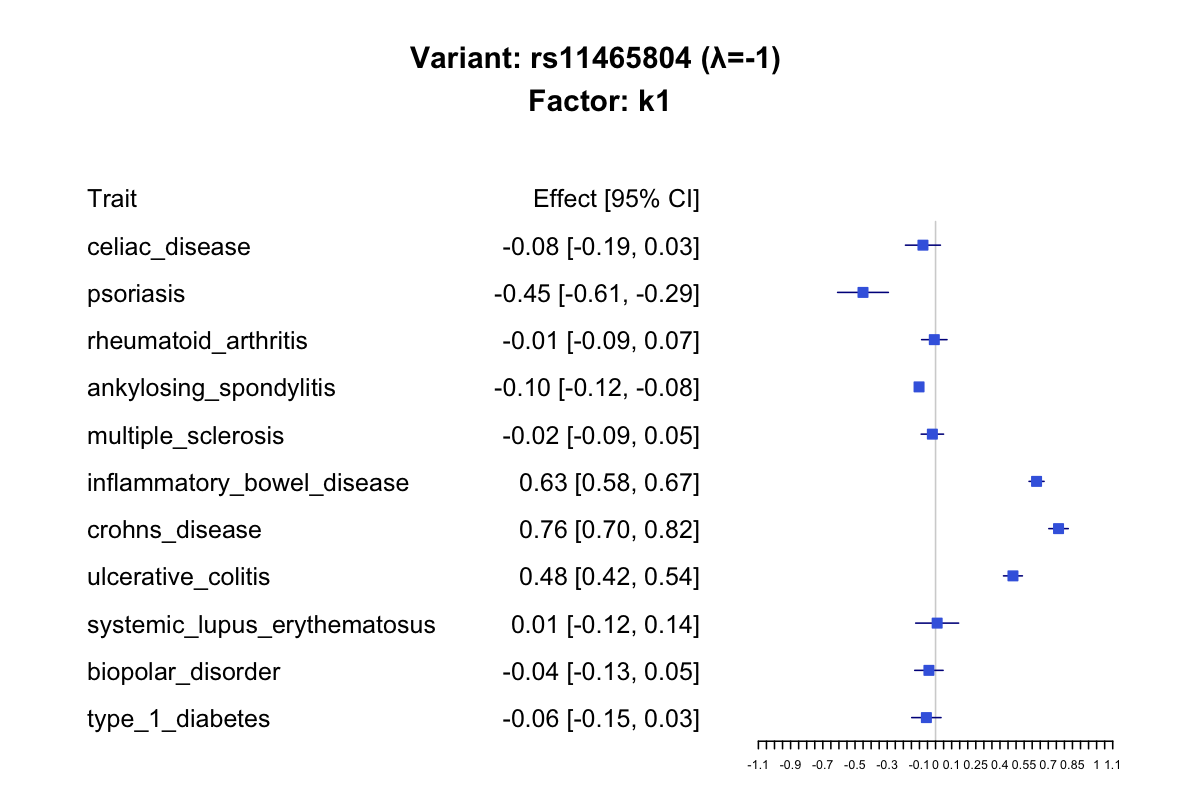 Variant: rs11465804 (λ=-1)
Factor: k1
Trait Effect [95% CI]
celiac_disease -0.08 [-0.19, 0.03]
psoriasis -0.45 [-0.61, -0.29]
rheumatoid_arthritis -0.01 [-0.09, 0.07]
ankylosing_spondylitis -0.10 [-0.12, -0.08]
multiple_sclerosis -0.02 [-0.09, 0.05]
inflammatory_bowel_disease 0.63 [0.58, 0.67]
crohns_disease 0.76 [0.70, 0.82]
ulcerative_colitis 0.48 [0.42, 0.54]
systemic_lupus_erythematosus 0.01 [-0.12, 0.14]
biopolar_disorder -0.04 [-0.13, 0.05]
type_1_diabetes -0.06 [-0.15, 0.03]
-1.1 -0.9 -0.7 -0.5 -0.3 -0.1 0 0.1 0.25 0.4 0.55 0.7 0.85 1 1.1